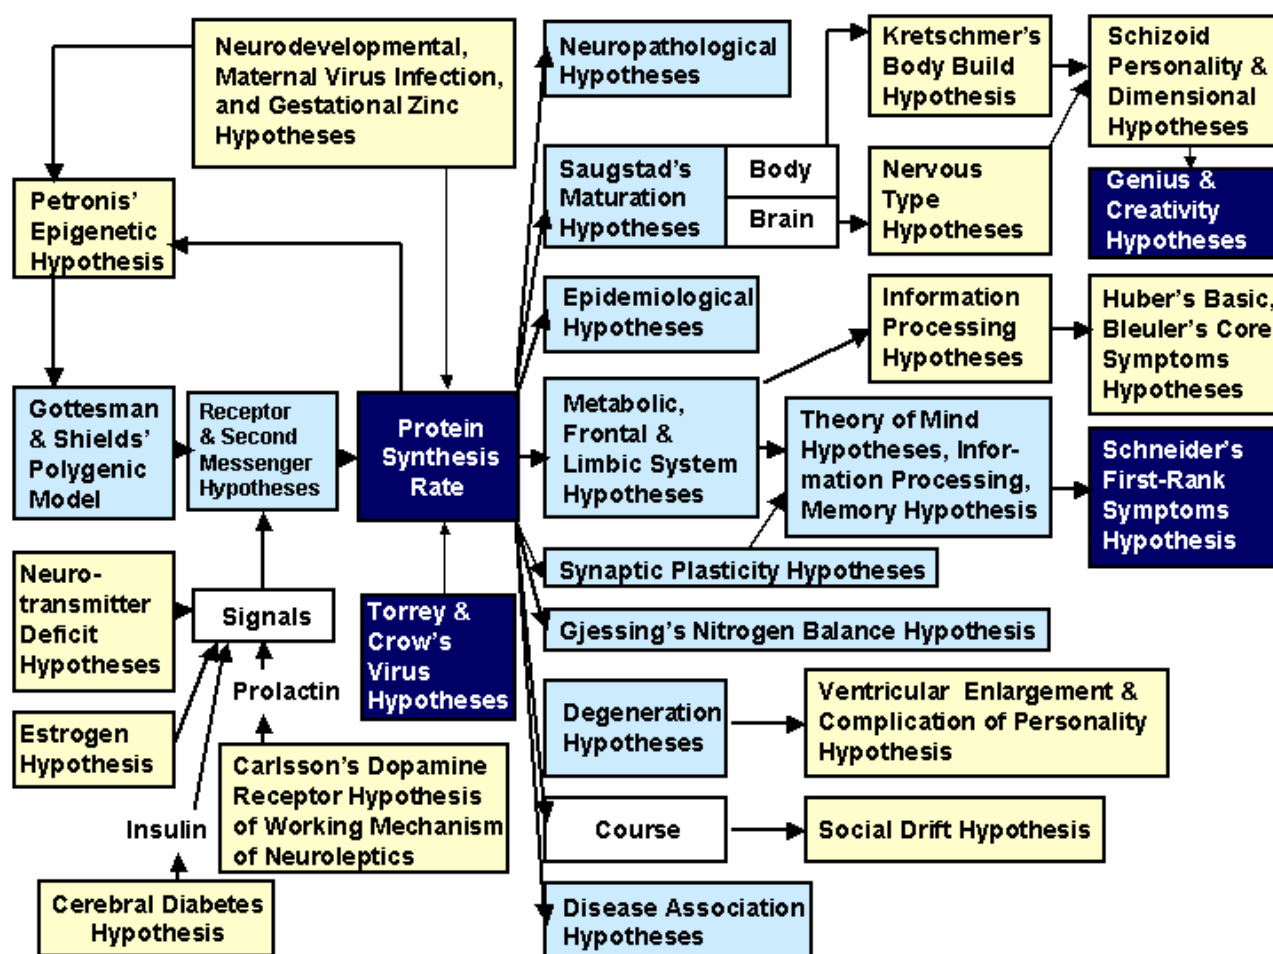 Neurodevelopmental,
Maternal Virus Infection,
and Gestational Zinc
Hypotheses
Neuropathological
Hypotheses
Kretschmer's
Body Build
Hypothesis
Schizoid
Personality &
Dimensional
Hypotheses
Petronis'
Epigenetic
Hypothesis
Saugstad's
Maturation
Hypotheses
Body
Brain
Nervous
Type
Hypotheses
Genius &
Creativity
Hypotheses
Epidemiological
Hypotheses
Information
Processing
Hypotheses
Huber's Basic,
Bleuler's Core
Symptoms
Hypotheses
Gottesman
& Shields'
Polygenic
Model
Receptor
& Second
Messenger
Hypotheses
Protein
Synthesis
Rate
Metabolic,
Frontal &
Limbic System
Hypotheses
Theory of Mind
Hypotheses, Infor-
mation Processing,
Memory Hypothesis
Schneider's
First-Rank
Symptoms
Hypothesis
Neuro-
transmitter
Deficit
Hypotheses
Signals
Torrey &
Crow's
Virus
Hypotheses
Synaptic Plasticity Hypotheses
Gjessing's Nitrogen Balance Hypothesis
Estrogen
Hypothesis
Prolactin
Degeneration
Hypotheses
Ventricular Enlargement &
Complication of Personality
Hypothesis
Insulin
Carlsson's Dopamine
Receptor Hypothesis
of Working Mechanism
of Neuroleptics
Course
Social Drift Hypothesis
Cerebral Diabetes
Hypothesis
Disease Association
Hypotheses